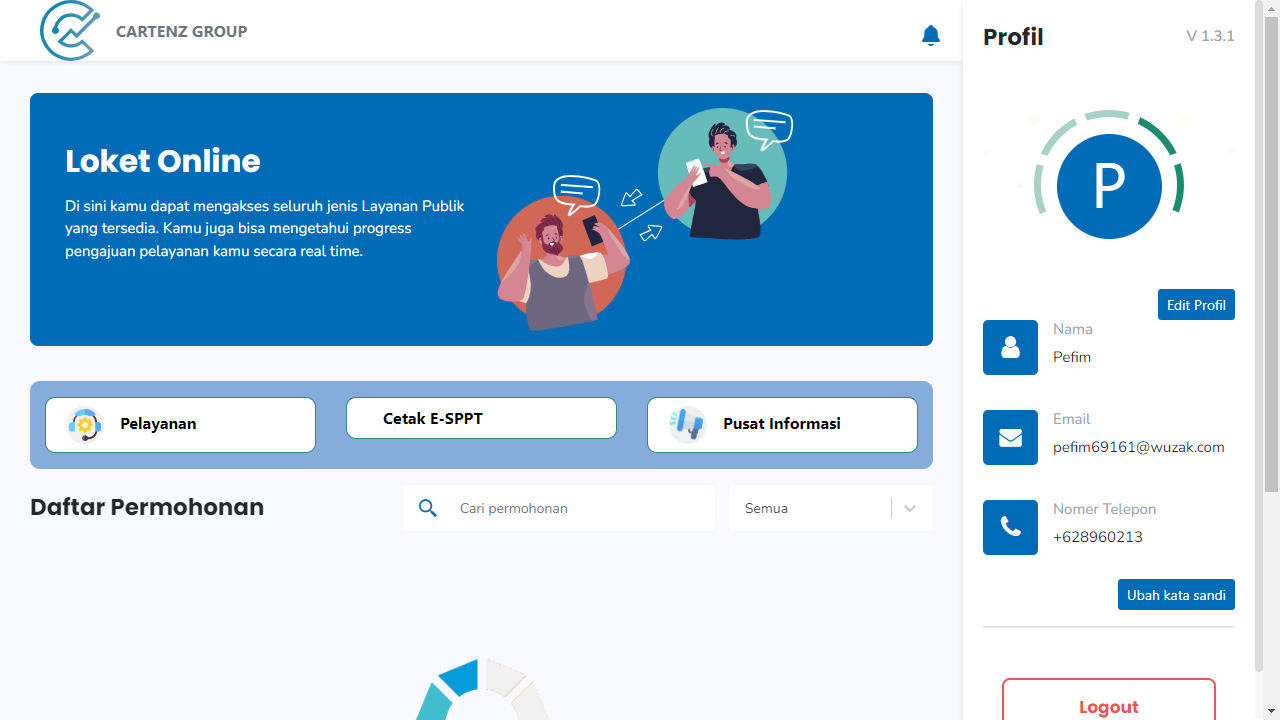 CARTENZ GROUP
Loket Online
Di sini kamu dapat mengakses seluruh jenis Layanan Publik
yang tersedia. Kamu juga bisa mengetahui progress
pengajuan pelayanan kamu secara real time.
Pelayanan
Cetak E-SPPT
Pusat Informasi
Daftar Permohonan
Cari permohonan
Semua
Profil
V 1.3.1
P
Edit Profil
Nama
Pefim
Email
pefim69161@wuzak.com
Nomer Telepon
+628960213
Ubah kata sandi
Logout